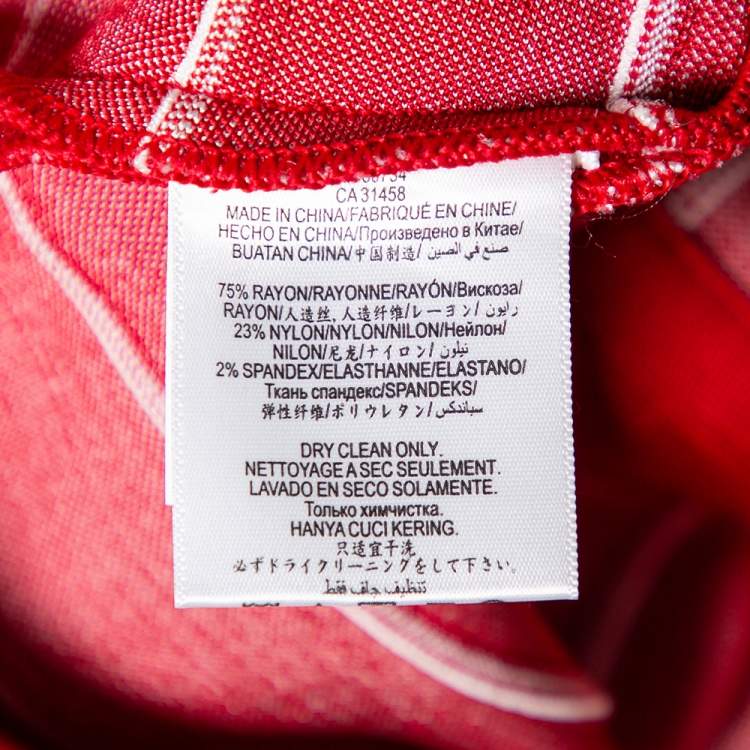 CA 31458
MADE IN CHINA/FABRIQUÉ EN CHINE/
HECHO EN CHINA/Произведено в Китае/
BUATAN CHINA/中国制造/ صنع في الصين
75% RAYON/RAYONNE/RAYÓN/Вискоза/
RAYON/人造丝, 人造纤维/レーヨン/رايون
23% NYLON/NYLON/NILON/Нейлон/
NILON/尼龙/ナイロン/نيلون
2% SPANDEX/ELASTHANNE/ELASTANO/
Ткань спандекс/SPANDEKS/
弹性纤维/ポリウレタン/سباندكس
DRY CLEAN ONLY.
NETTOYAGE A SEC SEULEMENT.
LAVADO EN SECO SOLAMENTE.
Только химчистка.
HANYA CUCI KERING.
只适宜干洗
必ずドライクリーニングをして下さい。
تنظيف جاف فقط